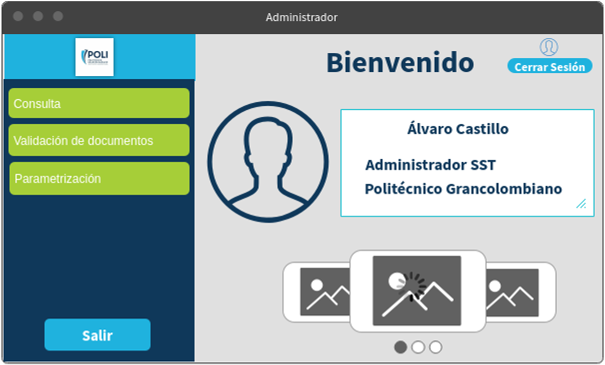 Administrador
POLI
Bienvenido
Cerrar Sesión
Consulta
Validación de documentos
Parametrización
Álvaro Castillo
Administrador SST
Politécnico Grancolombiano
Salir